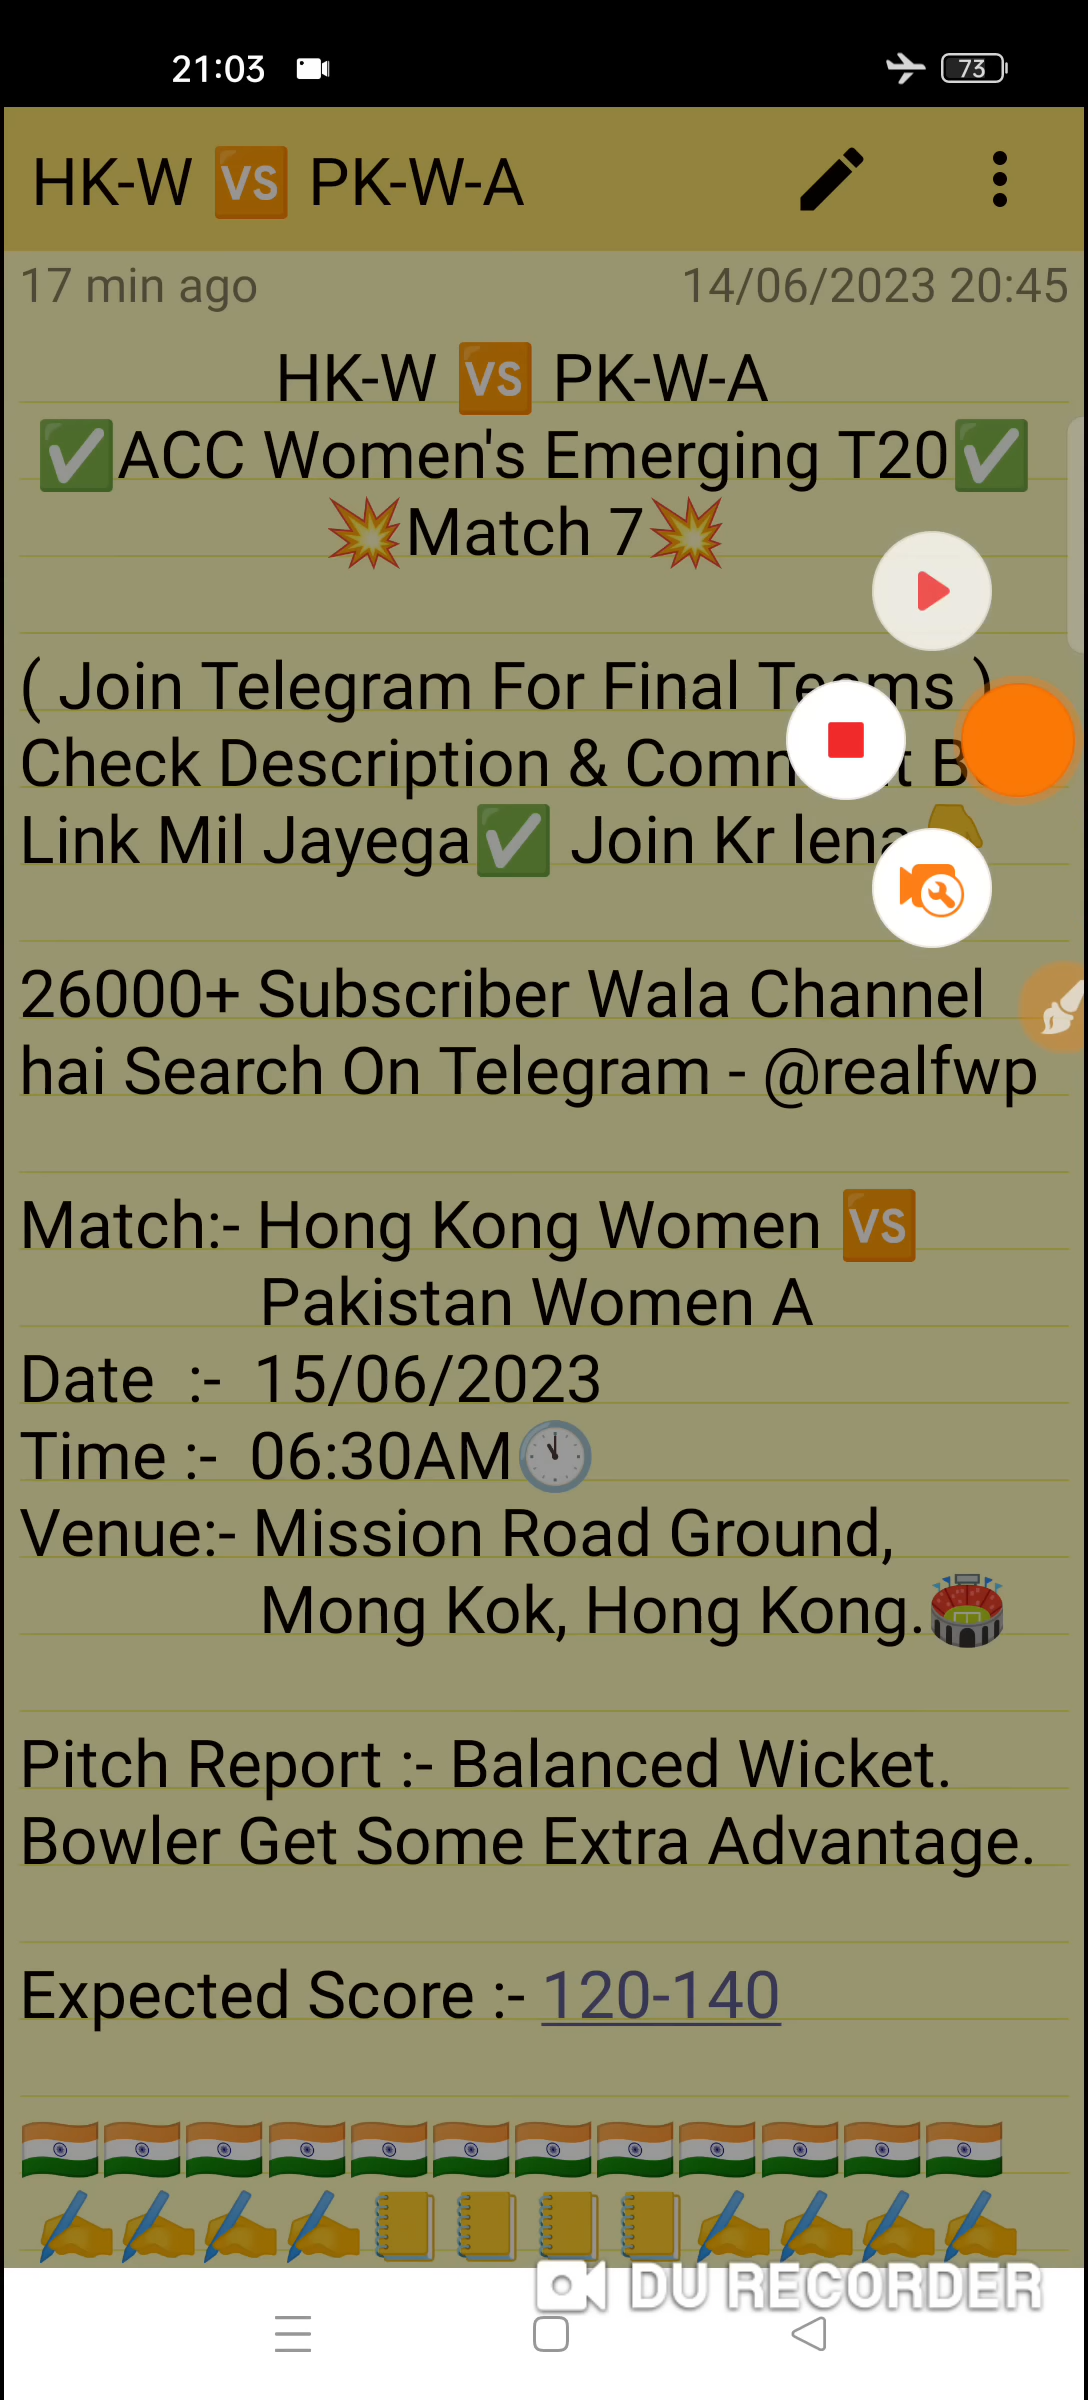 21:03
73
HK-W 🆚 PK-W-A
17 min ago 14/06/2023 20:45
HK-W 🆚 PK-W-A
✅ACC Women's Emerging T20✅
💥Match 7💥
( Join Telegram For Final Teams )
Check Description & Comment B
Link Mil Jayega✅ Join Kr lena
26000+ Subscriber Wala Channel
hai Search On Telegram - @realfwp
Match:- Hong Kong Women 🆚
Pakistan Women A
Date :- 15/06/2023
Time :- 06:30AM🕚
Venue:- Mission Road Ground,
Mong Kok, Hong Kong.🏟
Pitch Report :- Balanced Wicket.
Bowler Get Some Extra Advantage.
Expected Score :- 120-140
DU RECORDER